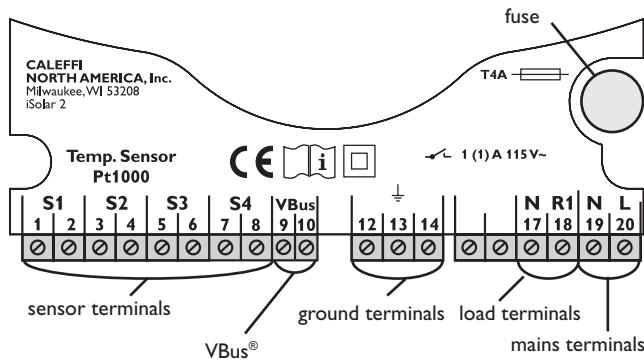 fuse
CALEFFI
NORTH AMERICA, Inc.
Milwaukee, WI 53208
iSolar 2
T4A
Temp. Sensor
Pt1000
CE
i
1 (1) A 115 V~
S1 S2 S3 S4 VBus
N R1 N L
1 2 3 4 5 6 7 8 9 10 12 13 14 17 18 19 20
sensor terminals
ground terminals
load terminals
VBus®
mains terminals